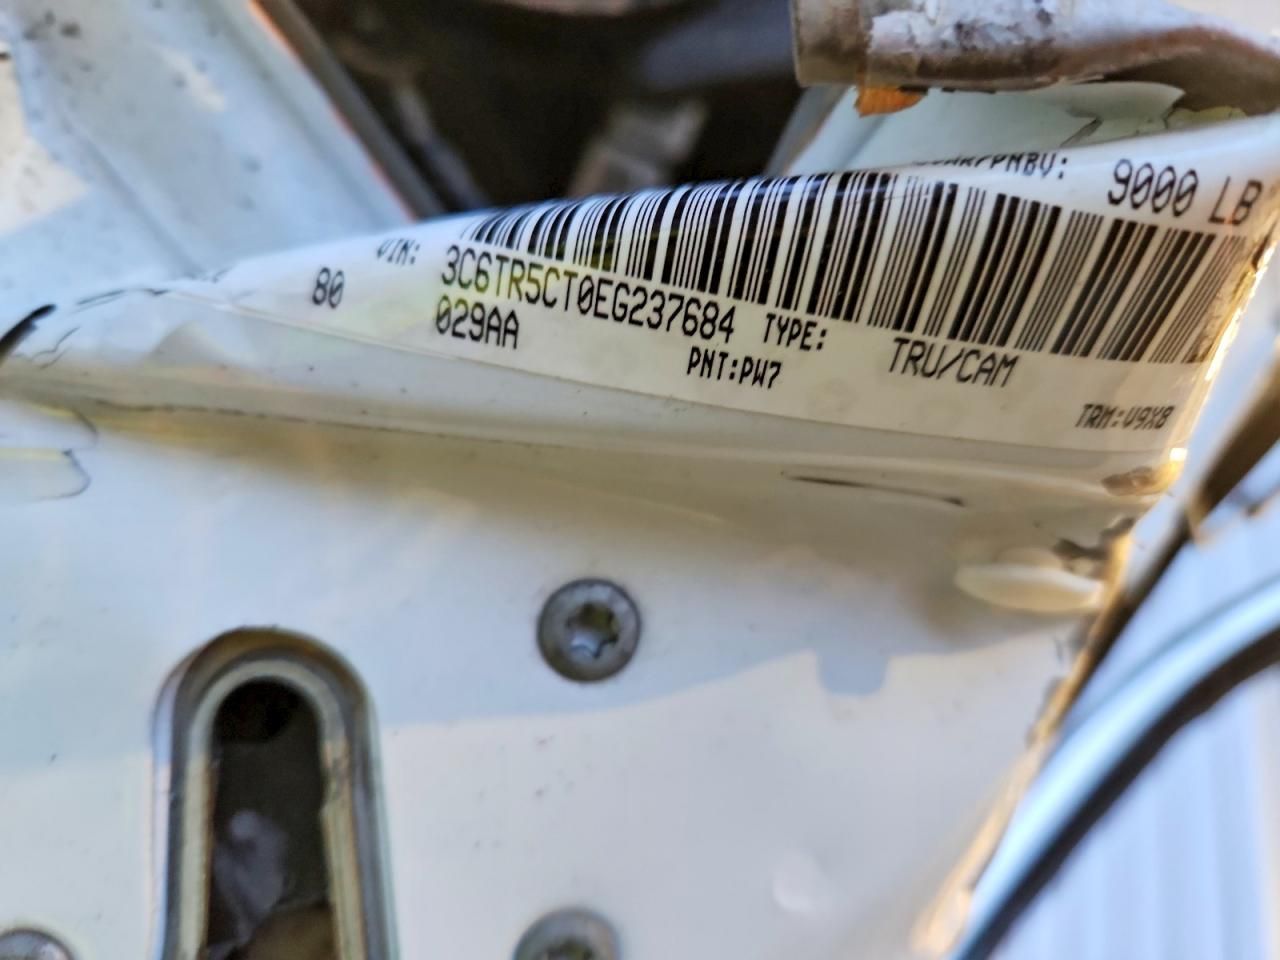 9000 LB
VIN: 3C6TR5CT0EG237684 TYPE: TRU/CAM
80 029AA PNT:PW7 TRM:V9X8